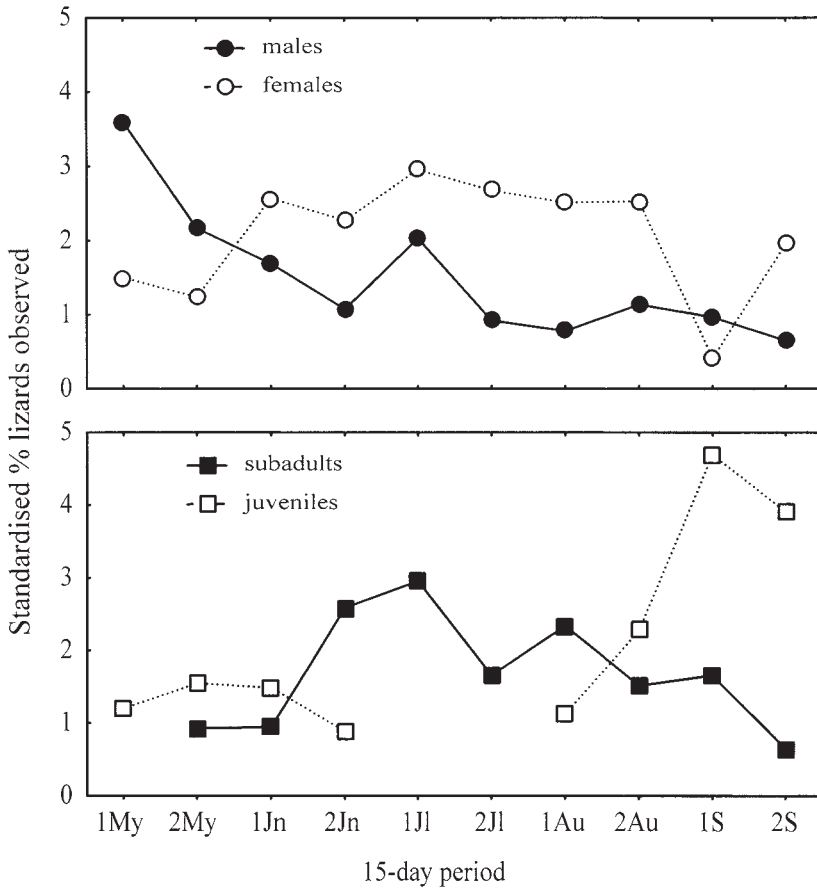 5
males
females
4
3
2
1
0
5
subadults
juveniles
4
3
2
1
0
Standardised % lizards observed
1My 2My 1Jn 2Jn 1Jl 2Jl 1Au 2Au 1S 2S
15-day period